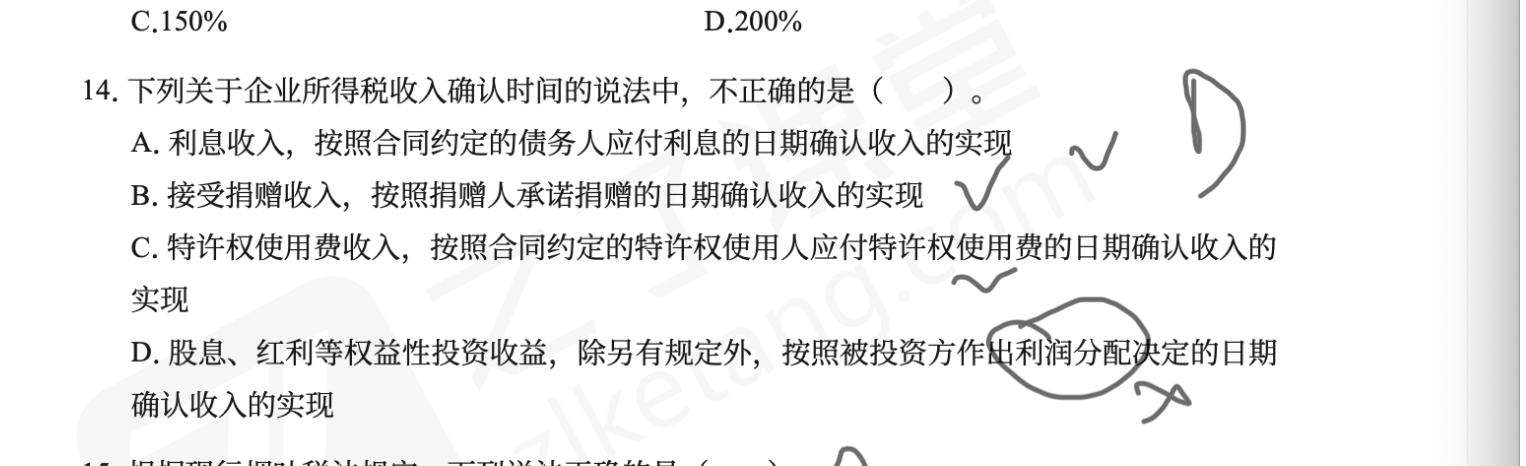 C.150% D.200%
14. 下列关于企业所得税收入确认时间的说法中，不正确的是（ ）。
D
A. 利息收入，按照合同约定的债务人应付利息的日期确认收入的实现
B. 接受捐赠收入，按照捐赠人承诺捐赠的日期确认收入的实现
C. 特许权使用费收入，按照合同约定的特许权使用人应付特许权使用费的日期确认收入的
实现
D. 股息、红利等权益性投资收益，除另有规定外，按照被投资方作出利润分配决定的日期
确认收入的实现
之了课堂
zlketang.com